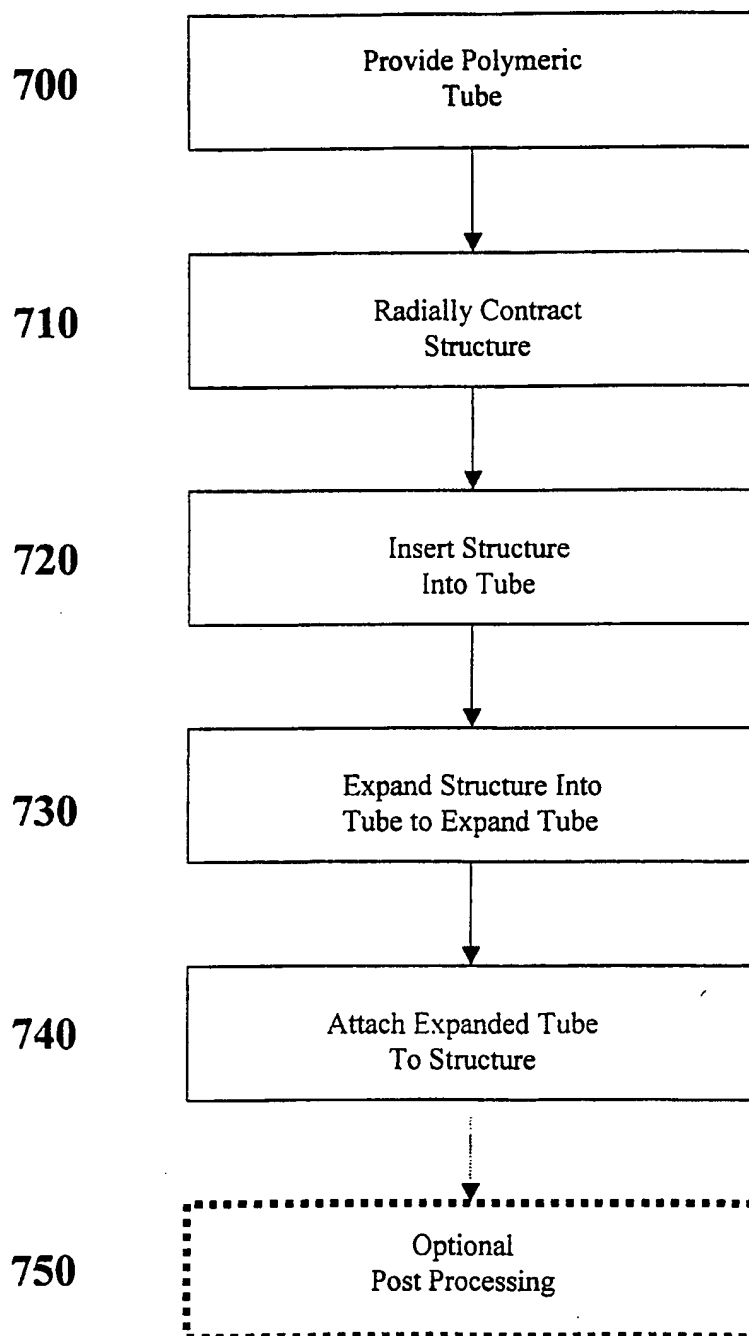 700
Provide Polymeric
Tube
710
Radially Contract
Structure
720
Insert Structure
Into Tube
730
Expand Structure Into
Tube to Expand Tube
740
Attach Expanded Tube
To Structure
750
Optional
Post Processing